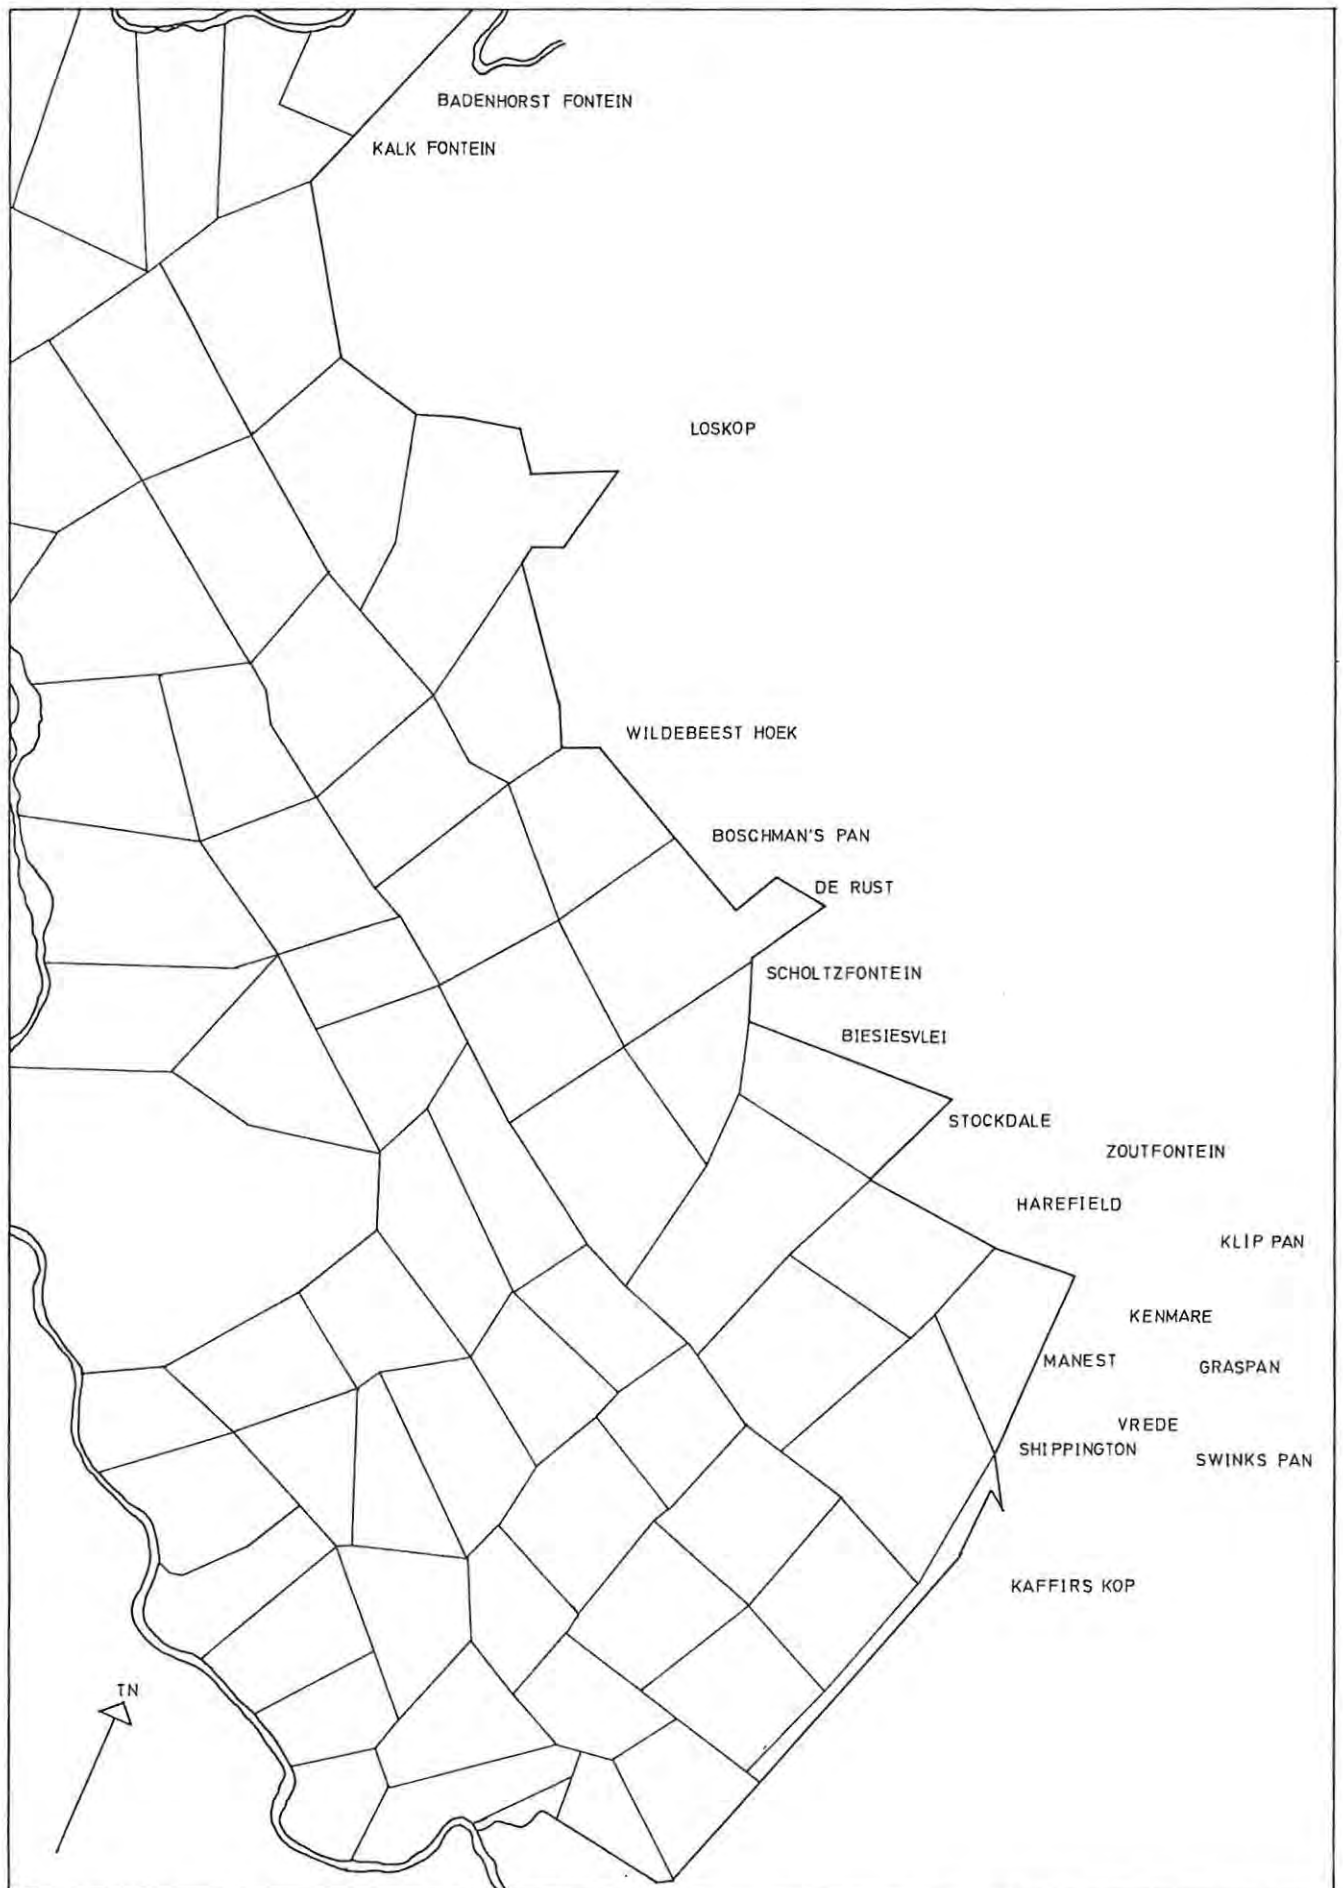 BADENHORST FONTEIN
KALK FONTEIN
LOSKOP
WILDEBEEST HOEK
BOSCHMAN'S PAN
DE RUST
SCHOLTZFONTEIN
BIESIESVLEI
STOCKDALE
ZOUTFONTEIN
HAREFIELD
KLIP PAN
KENMARE
MANEST
GRASPAN
VREDE
SHIPPINGTON
SWINKS PAN
KAFFIRS KOP
TN